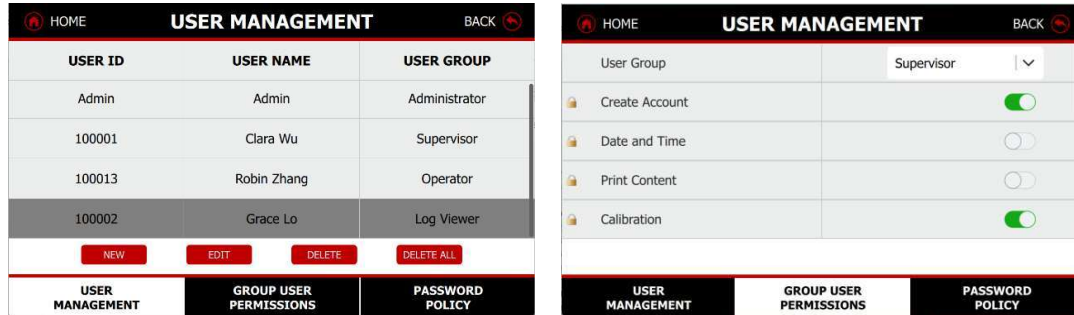 HOME USER MANAGEMENT BACK
USER ID USER NAME USER GROUP
Admin Admin Administrator
100001 Clara Wu Supervisor
100013 Robin Zhang Operator
100002 Grace Lo Log Viewer
NEW EDIT DELETE DELETE ALL
USER MANAGEMENT
GROUP USER PERMISSIONS
PASSWORD POLICY
HOME USER MANAGEMENT BACK
User Group Supervisor
Create Account
Date and Time
Print Content
Calibration
USER MANAGEMENT
GROUP USER PERMISSIONS
PASSWORD POLICY